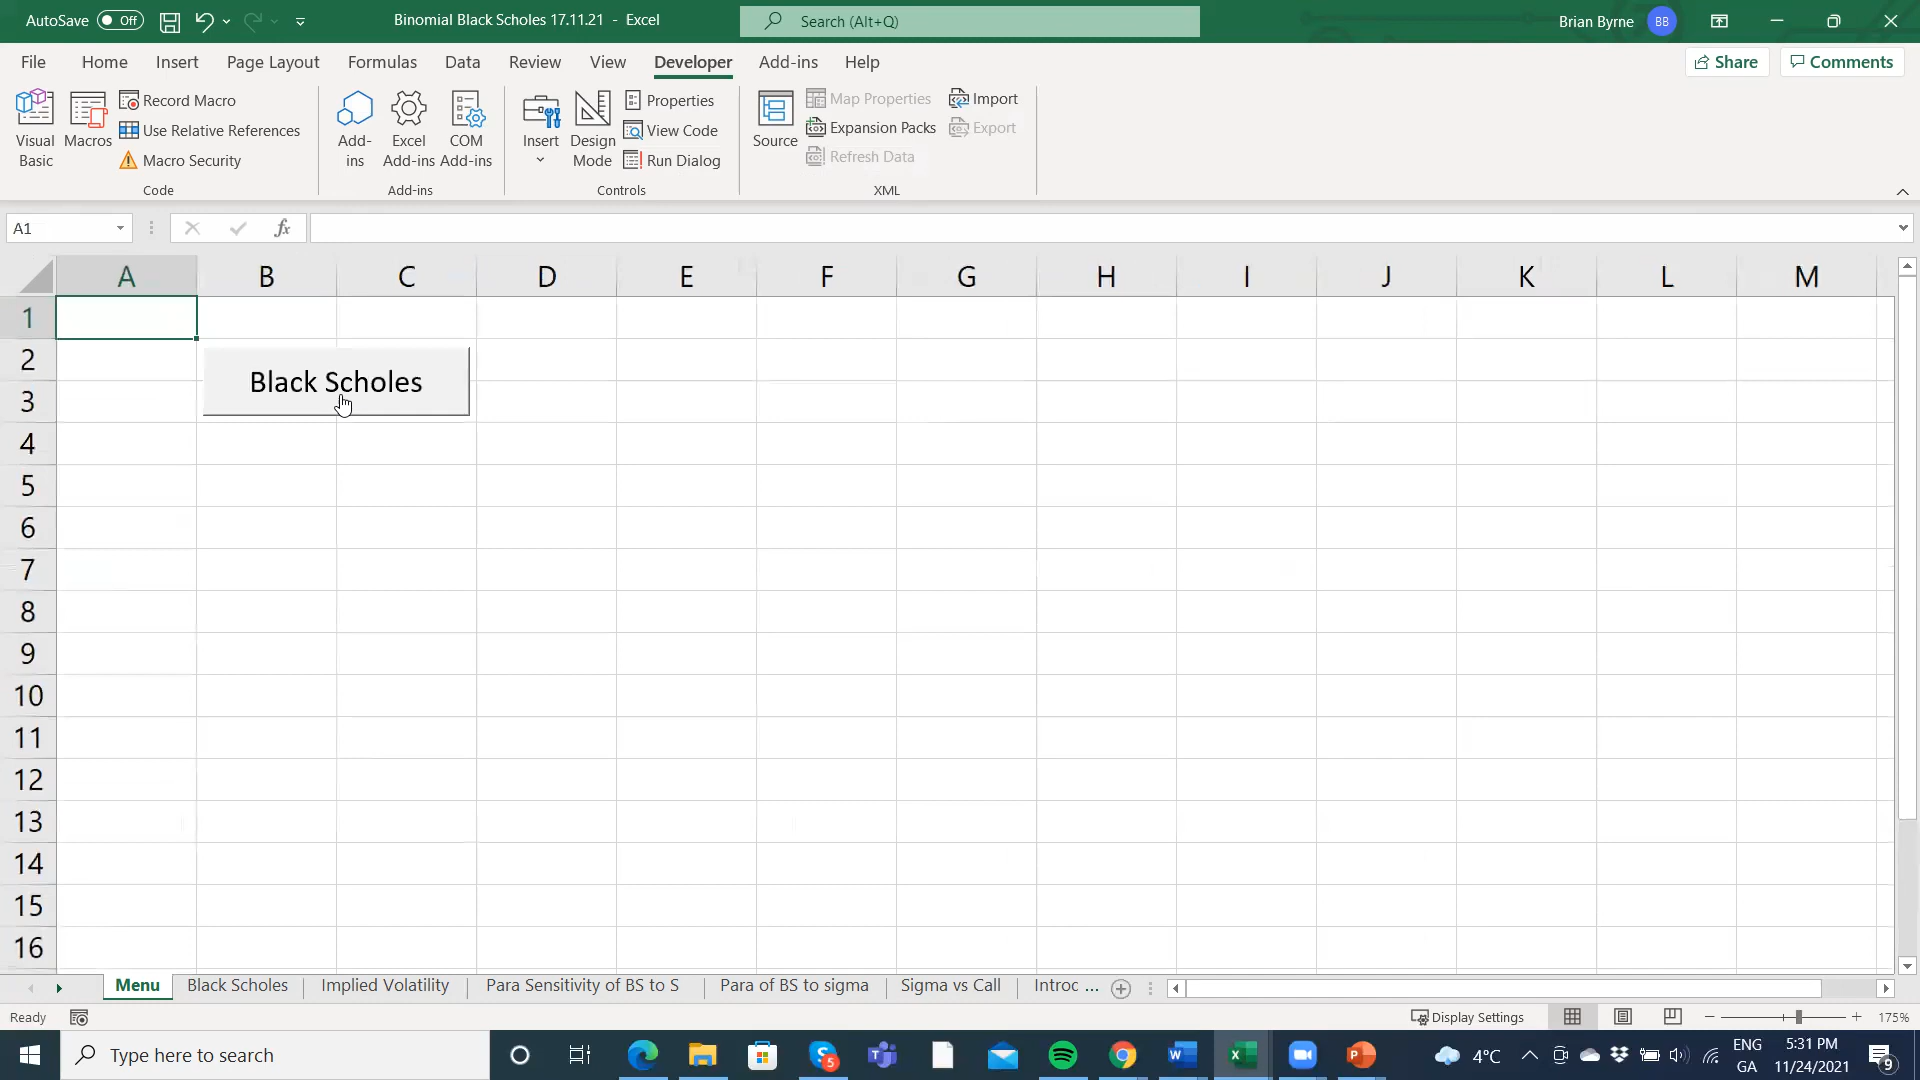 AutoSave Off Binomial Black Scholes 17.11.21 - Excel Search (Alt+Q) Brian Byrne BB
File Home Insert Page Layout Formulas Data Review View Developer Add-ins Help Share Comments
Visual Basic
Macros
Record Macro
Use Relative References
Macro Security
Code
Add-ins
Excel Add-ins
COM Add-ins
Add-ins
Insert
Design Mode
Properties
View Code
Run Dialog
Controls
Source
Map Properties
Expansion Packs
Refresh Data
Import
Export
XML
A1 fx
A B C D E F G H I J K L M
1
2
Black Scholes
3
4
5
6
7
8
9
10
11
12
13
14
15
16
Menu Black Scholes Implied Volatility Para Sensitivity of BS to S Para of BS to sigma Sigma vs Call Introc ...
Ready Display Settings 175%
Type here to search 5 4°C ENG 5:31 PM
GA 11/24/2021 9